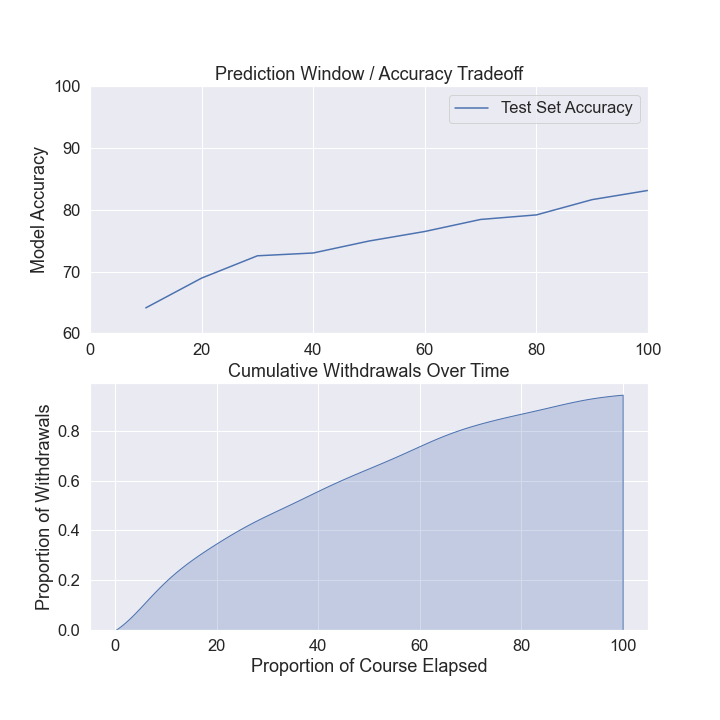 Prediction Window / Accuracy Tradeoff
100
90
80
70
60
Model Accuracy
Test Set Accuracy
0 20 40 60 80 100
Cumulative Withdrawals Over Time
0.8
0.6
0.4
0.2
0.0
Proportion of Withdrawals
0 20 40 60 80 100
Proportion of Course Elapsed